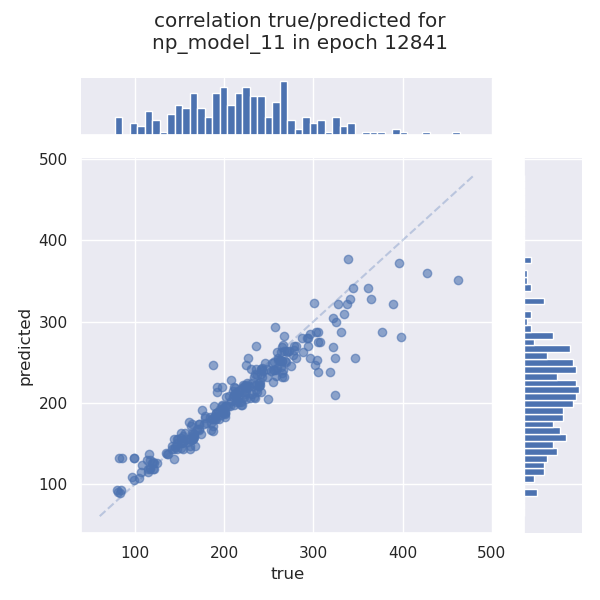 correlation true/predicted for
np_model_11 in epoch 12841
500
400
300
200
100
predicted
100 200 300 400 500
true